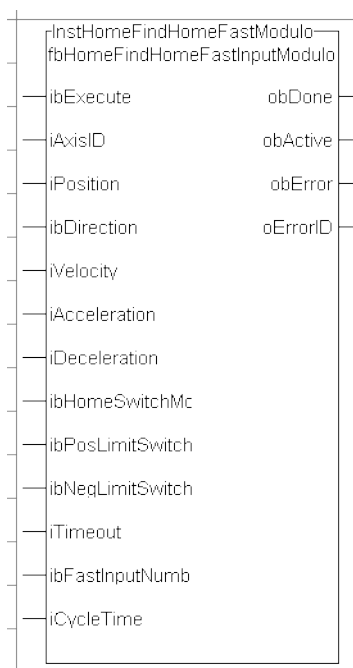 InstHomeFindHomeFastModulo
fbHomeFindHomeFastInputModulo
ibExecute obDone
iAxisID obActive
iPosition obError
ibDirection oErrorID
iVelocity
iAcceleration
iDeceleration
ibHomeSwitchMc
ibPosLimitSwitch
ibNegLimitSwitch
iTimeout
ibFastInputNumb
iCycleTime